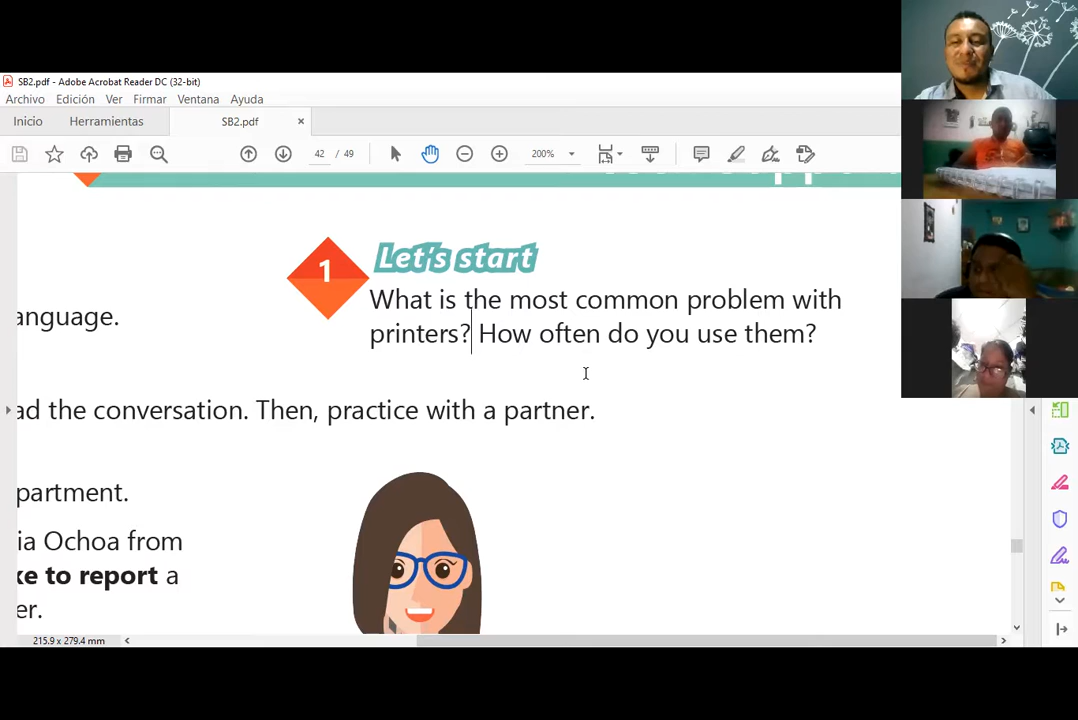 SB2.pdf - Adobe Acrobat Reader DC (32-bit)
Archivo Edición Ver Firmar Ventana Ayuda
Inicio Herramientas SB2.pdf ×
42 / 49 200%
1 Let's start
What is the most common problem with
printers? How often do you use them?
anguage.
ad the conversation. Then, practice with a partner.
partment.
ia Ochoa from
ke to report a
er.
215.9 x 279.4 mm